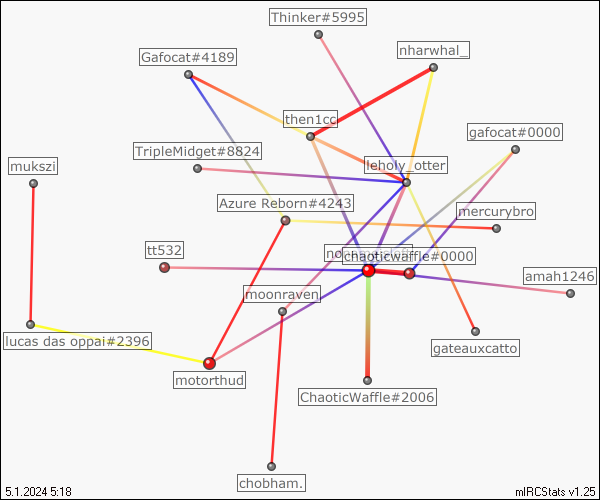 Thinker#5995
nharwhal_
Gafocat#4189
then1cc
gafocat#0000
TripleMidget#8824
leholy_otter
mukszi
Azure Reborn#4243
mercurybro
tt532
chaoticwaffle#0000
amah1246
moonraven
lucas das oppai#2396
gateauxcatto
motorthud
ChaoticWaffle#2006
chobham.
5.1.2024 5:18
mIRCStats v1.25